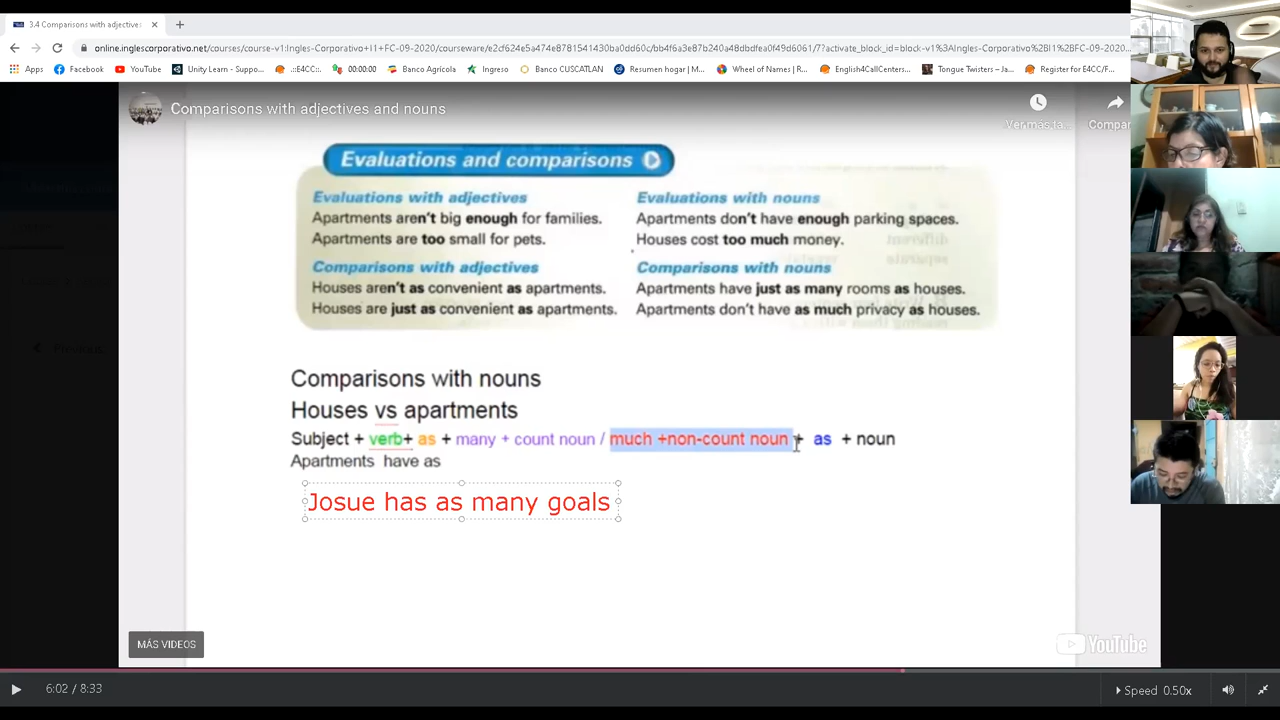 3.4 Comparisons with adjective:
online.inglescorporativo.net/courses/course-v1:Ingles-Corporativo+I1+FC-09-2020/courseware/
Apps
Facebook
YouTube
Unity Learn - Suppo...
.::E4CC::.
00:00:00
Banco Agrícola
Ingreso
Banco CUSCATLAN
Resumen hogar | M...
Wheel of Names | R...
English4CallCenters...
Tongue Twisters – Ja...
Register for E4CC/F...
Comparisons with adjectives and nouns
Ver más ta...
Compar
Evaluations and comparisons
Evaluations with adjectives
Apartments aren't big enough for families.
Apartments are too small for pets.
Comparisons with adjectives
Houses aren't as convenient as apartments.
Houses are just as convenient as apartments.
Evaluations with nouns
Apartments don't have enough parking spaces.
Houses cost too much money.
Comparisons with nouns
Apartments have just as many rooms as houses.
Apartments don't have as much privacy as houses.
Comparisons with nouns
Houses vs apartments
Subject + verb+ as + many + count noun / much +non-count noun + as + noun
Apartments have as
Josue has as many goals
MÁS VIDEOS
YouTube
6:02 / 8:33
Speed 0.50x